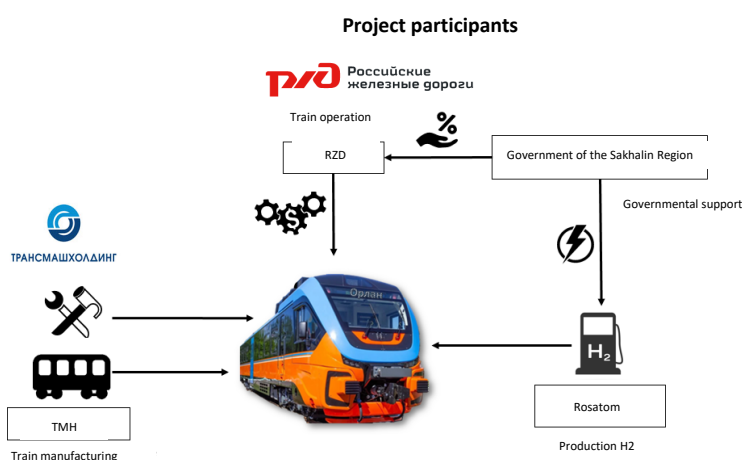 Project participants
Российские
железные дороги
Train operation
%
RZD
Government of the Sakhalin Region
Governmental support
$
ТРАНСМАШХОЛДИНГ
Орлан
H₂
TMH
Rosatom
Train manufacturing
Production H2